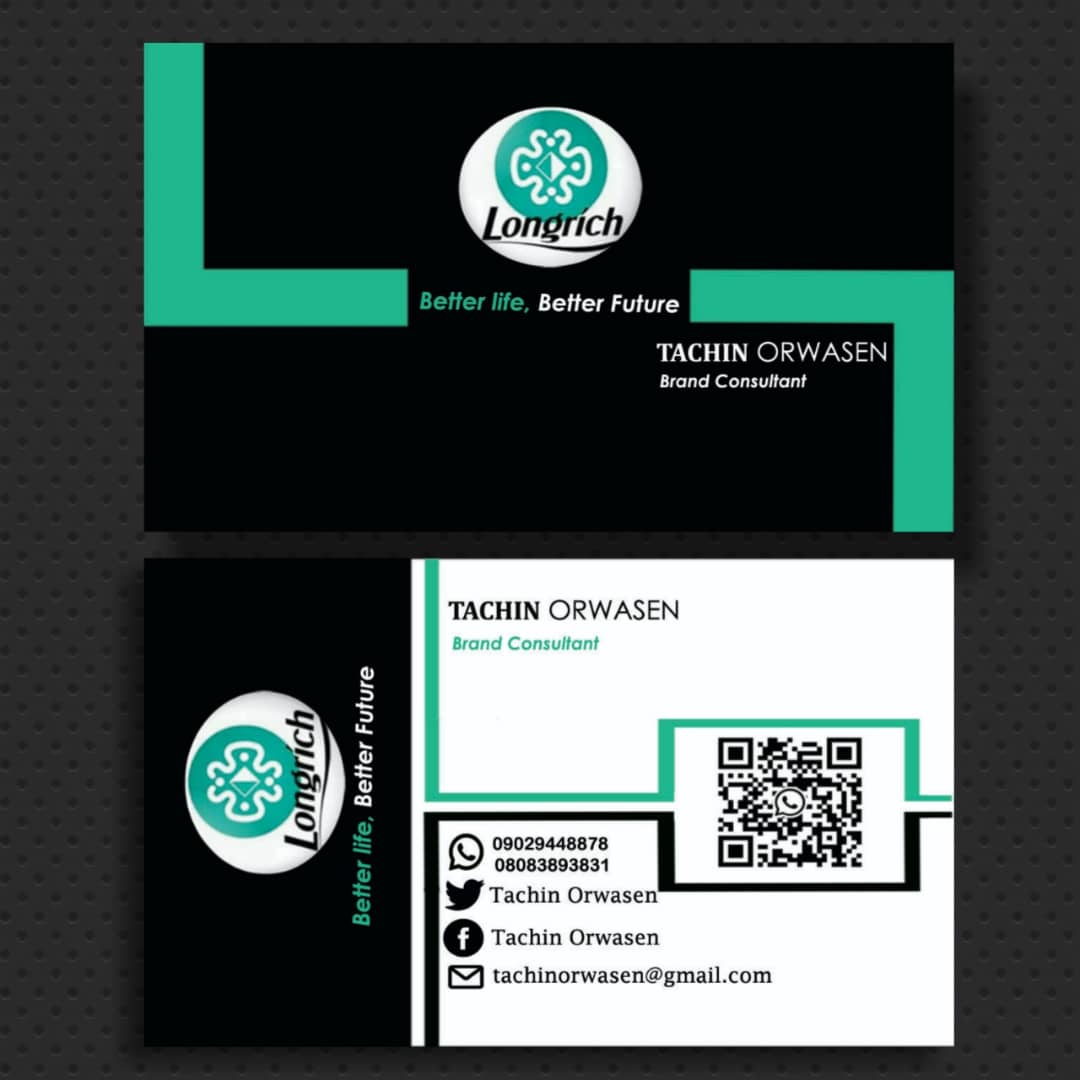 Longrich
Better life, Better Future
TACHIN ORWASEN
Brand Consultant
Longrich
Better life, Better Future
TACHIN ORWASEN
Brand Consultant
09029448878
08083893831
Tachin Orwasen
Tachin Orwasen
tachinorwasen@gmail.com